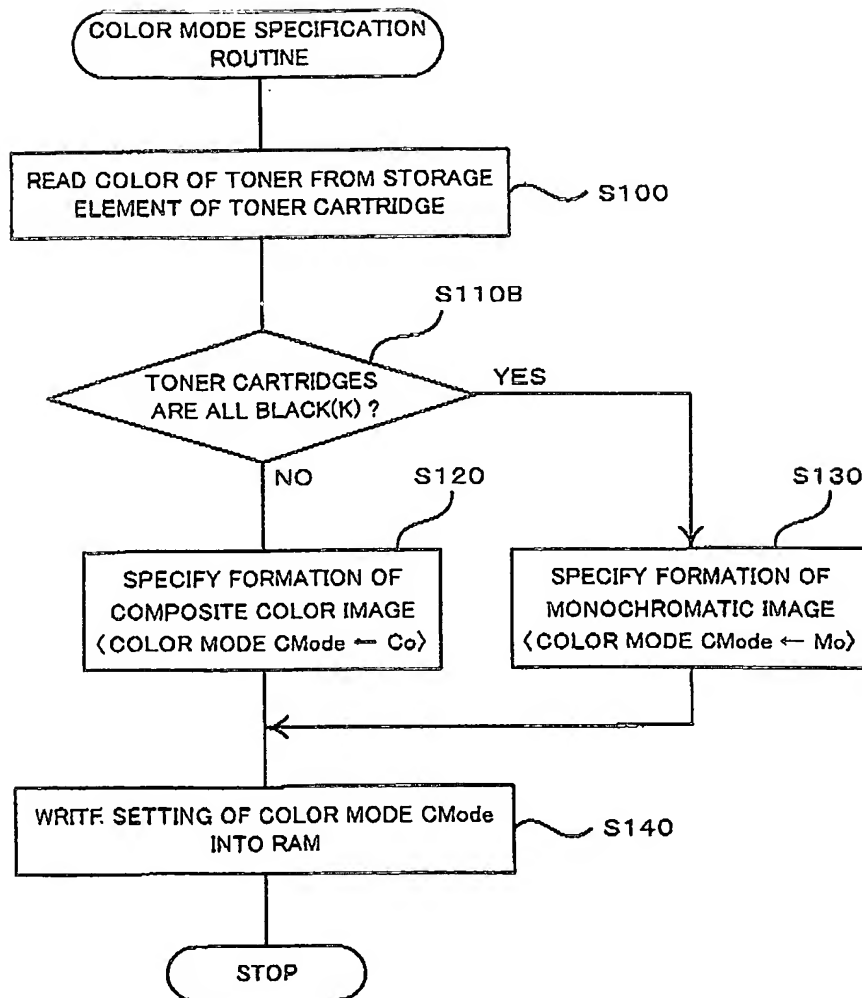 COLOR MODE SPECIFICATION
ROUTINE
READ COLOR OF TONER FROM STORAGE
ELEMENT OF TONER CARTRIDGE
S100
S110B
TONER CARTRIDGES
ARE ALL BLACK(K) ?
YES
NO
S120
S130
SPECIFY FORMATION OF
COMPOSITE COLOR IMAGE
〈COLOR MODE CMode ← Co〉
SPECIFY FORMATION OF
MONOCHROMATIC IMAGE
〈COLOR MODE CMode ← Mo〉
WRITE SETTING OF COLOR MODE CMode
INTO RAM
S140
STOP